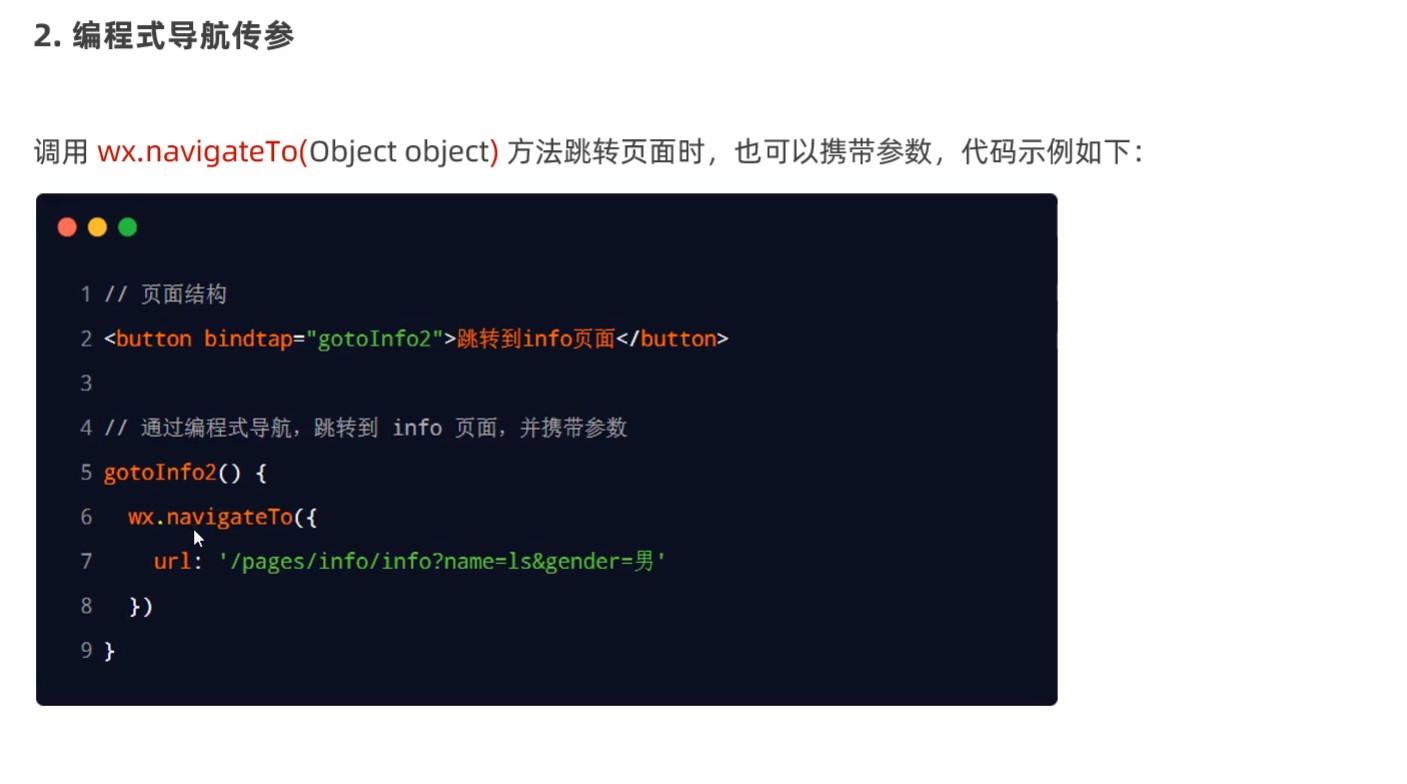 2. 编程式导航传参
调用 wx.navigateTo(Object object) 方法跳转页面时，也可以携带参数，代码示例如下：
1 // 页面结构
2 <button bindtap="gotoInfo2">跳转到info页面</button>
3
4 // 通过编程式导航，跳转到 info 页面，并携带参数
5 gotoInfo2() {
6   wx.navigateTo({
7     url: '/pages/info/info?name=ls&gender=男'
8   })
9 }